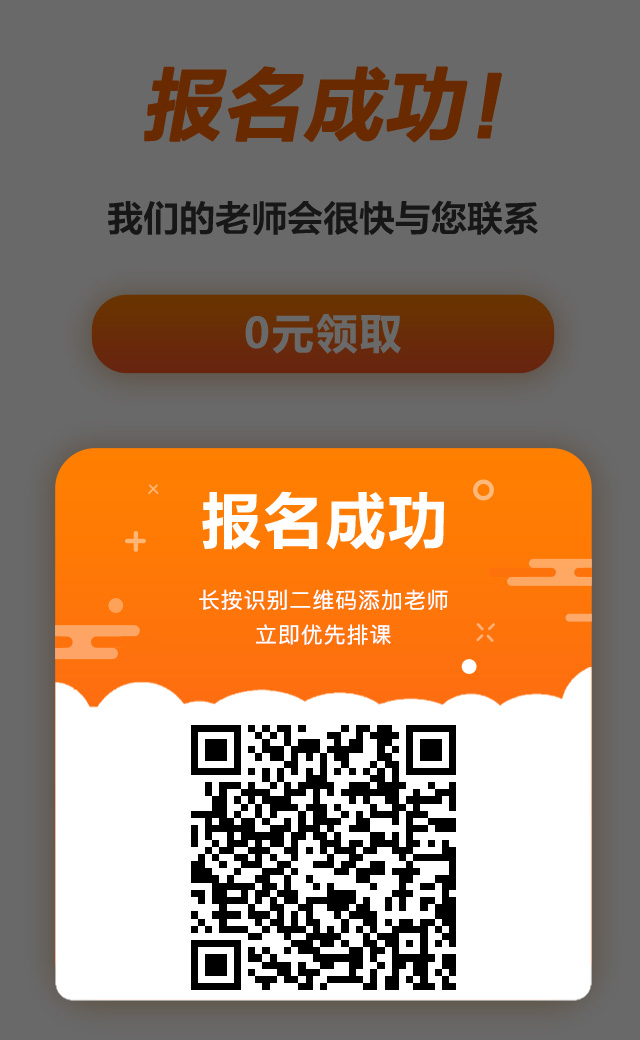 报名成功!
我们的老师会很快与您联系
0元领取
报名成功
长按识别二维码添加老师
立即优先排课